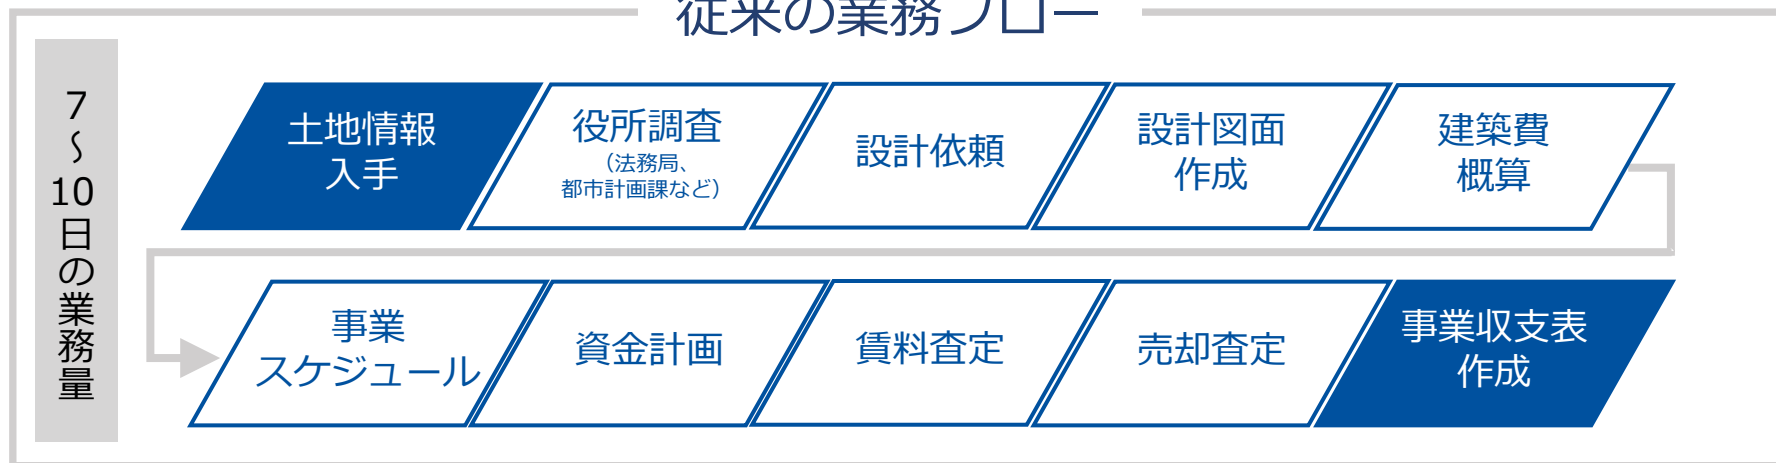 従来の業務フロー
7～10日の業務量
土地情報
入手
役所調査
（法務局、
都市計画課など）
設計依頼
設計図面
作成
建築費
概算
事業
スケジュール
資金計画
賃料査定
売却査定
事業収支表
作成